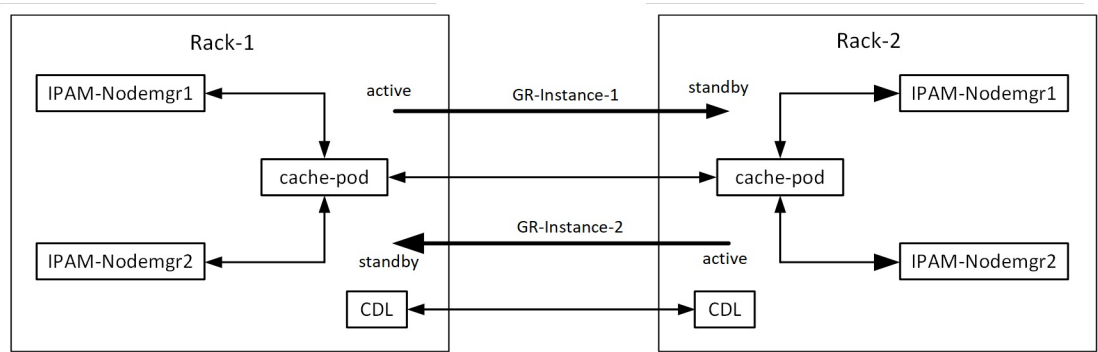 Rack-1
Rack-2
IPAM-Nodemgr1
active
GR-Instance-1
standby
IPAM-Nodemgr1
cache-pod
cache-pod
GR-Instance-2
IPAM-Nodemgr2
standby
active
IPAM-Nodemgr2
CDL
CDL